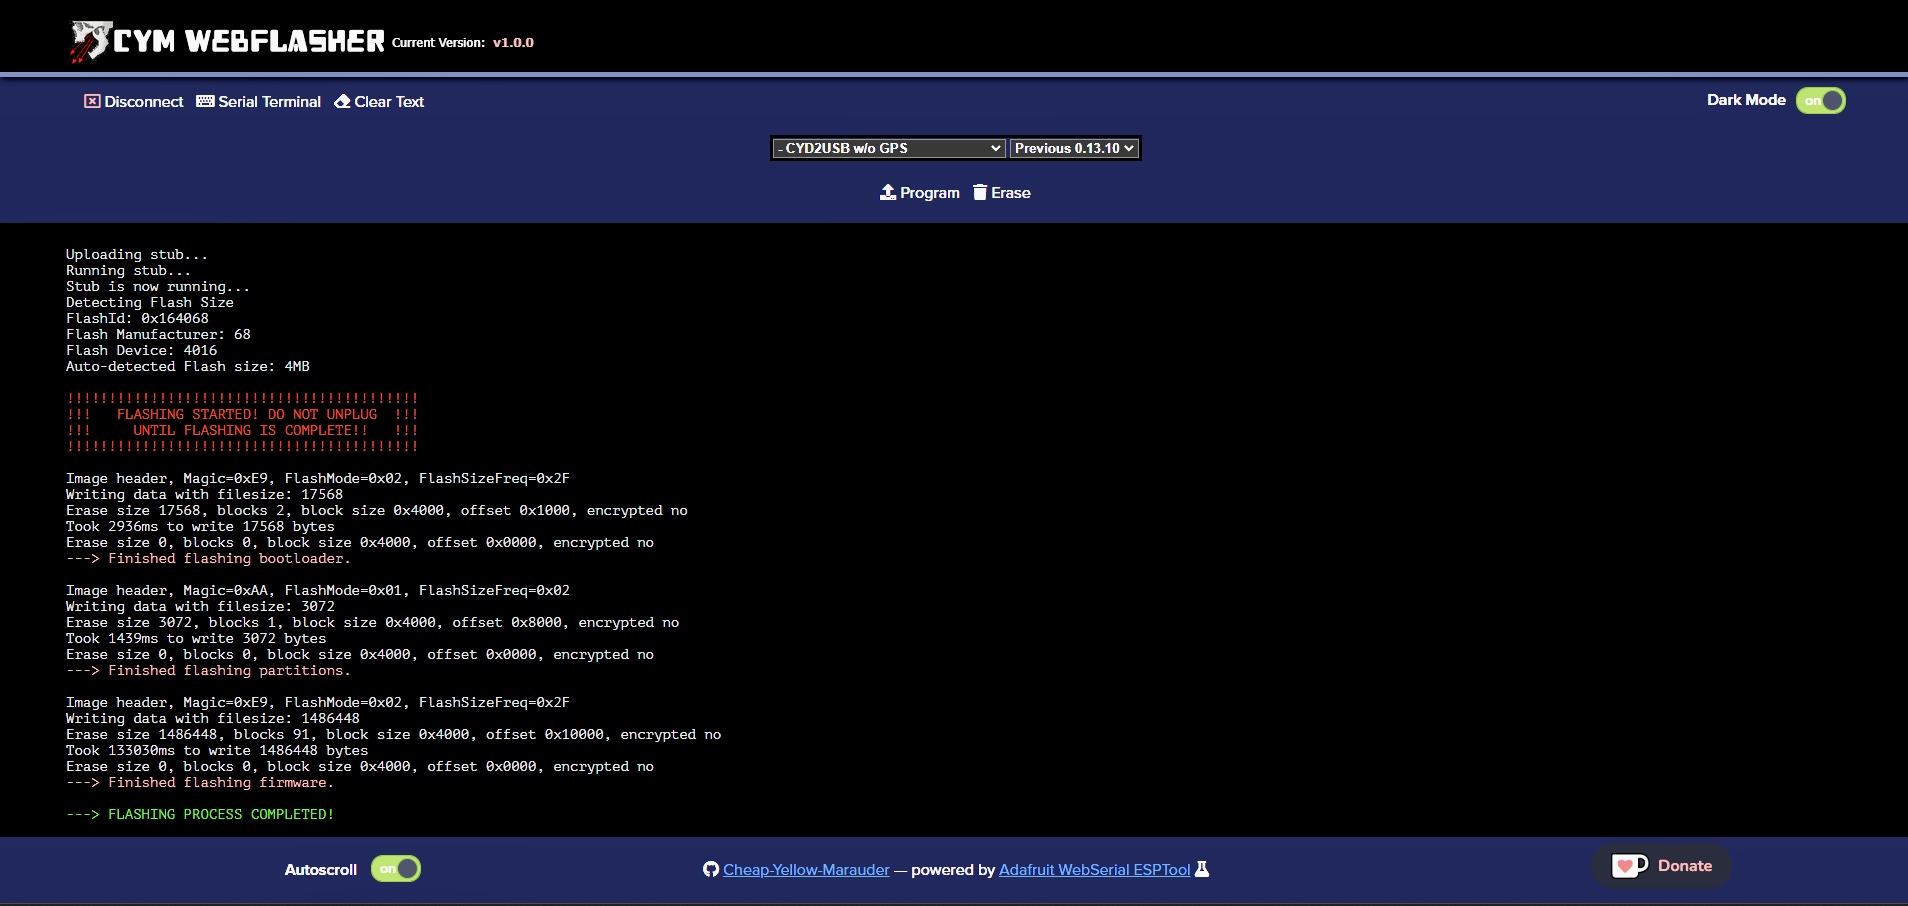 CYM WEBFLASHER Current Version: v1.0.0
Disconnect Serial Terminal Clear Text Dark Mode on
- CYD2USB w/o GPS Previous 0.13.10
Program Erase
Uploading stub...
Running stub...
Stub is now running...
Detecting Flash Size
FlashId: 0x164068
Flash Manufacturer: 68
Flash Device: 4016
Auto-detected Flash size: 4MB
!!!!!!!!!!!!!!!!!!!!!!!!!!!!!!!!!!!!!!!!!!
!!! FLASHING STARTED! DO NOT UNPLUG !!!
!!! UNTIL FLASHING IS COMPLETE!! !!!
!!!!!!!!!!!!!!!!!!!!!!!!!!!!!!!!!!!!!!!!!!
Image header, Magic=0xE9, FlashMode=0x02, FlashSizeFreq=0x2F
Writing data with filesize: 17568
Erase size 17568, blocks 2, block size 0x4000, offset 0x1000, encrypted no
Took 2936ms to write 17568 bytes
Erase size 0, blocks 0, block size 0x4000, offset 0x0000, encrypted no
---> Finished flashing bootloader.
Image header, Magic=0xAA, FlashMode=0x01, FlashSizeFreq=0x02
Writing data with filesize: 3072
Erase size 3072, blocks 1, block size 0x4000, offset 0x8000, encrypted no
Took 1439ms to write 3072 bytes
Erase size 0, blocks 0, block size 0x4000, offset 0x0000, encrypted no
---> Finished flashing partitions.
Image header, Magic=0xE9, FlashMode=0x02, FlashSizeFreq=0x2F
Writing data with filesize: 1486448
Erase size 1486448, blocks 91, block size 0x4000, offset 0x10000, encrypted no
Took 133030ms to write 1486448 bytes
Erase size 0, blocks 0, block size 0x4000, offset 0x0000, encrypted no
---> Finished flashing firmware.
---> FLASHING PROCESS COMPLETED!
Autoscroll on Cheap-Yellow-Marauder — powered by Adafruit WebSerial ESPTool Donate